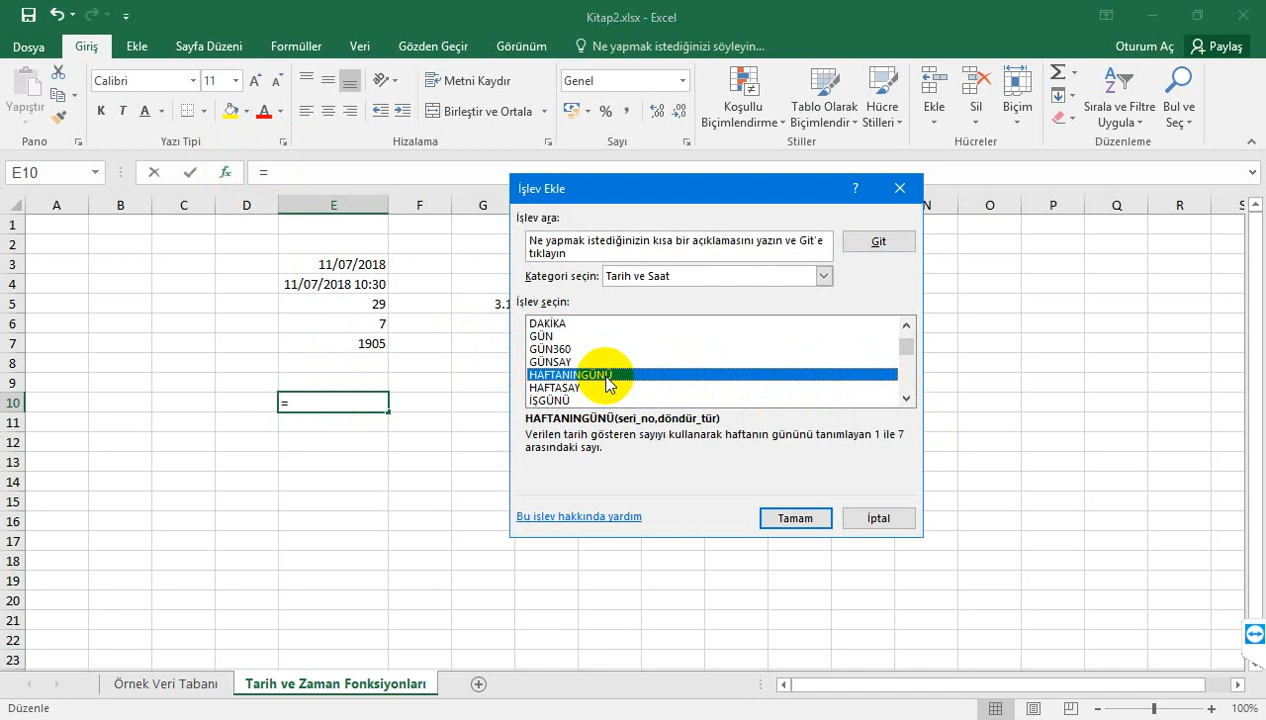 Kitap2.xlsx - Excel
Dosya Giriş Ekle Sayfa Düzeni Formüller Veri Gözden Geçir Görünüm Ne yapmak istediğinizi söyleyin... Oturum Aç Paylaş
Yapıştır
Calibri 11
K T A
Metni Kaydır
Birleştir ve Ortala
Genel
Koşullu Biçimlendirme
Tablo Olarak Biçimlendir
Hücre Stilleri
Ekle Sil Biçim
Sırala ve Filtre Uygula
Bul ve Seç
Pano Yazı Tipi Hizalama Sayı Stiller Hücreler Düzenleme
E10 fx =
A B C D E F G N O P Q R S
1
2
3 11/07/2018
4 11/07/2018 10:30
5 29 3.1
6 7
7 1905
8
9
10 =
11
12
13
14
15
16
17
18
19
20
21
22
23
İşlev Ekle ?
İşlev ara:
Ne yapmak istediğinizin kısa bir açıklamasını yazın ve Git'e
tıklayın
Git
Kategori seçin: Tarih ve Saat
İşlev seçin:
DAKİKA
GÜN
GÜN360
GÜNSAY
HAFTANINGÜNÜ
HAFTASAY
İŞGÜNÜ
HAFTANINGÜNÜ(seri_no,döndür_tür)
Verilen tarih gösteren sayıyı kullanarak haftanın gününü tanımlayan 1 ile 7
arasındaki sayı.
Bu işlev hakkında yardım
Tamam İptal
Örnek Veri Tabanı Tarih ve Zaman Fonksiyonları
Düzenle 100%